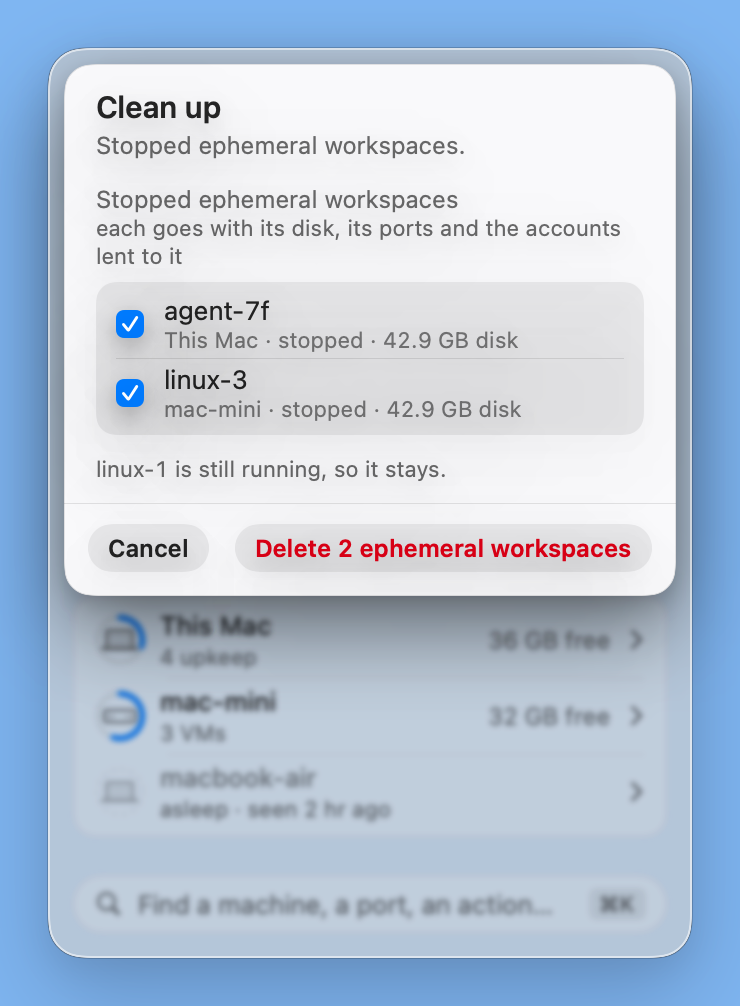 Clean up
Stopped ephemeral workspaces.
Stopped ephemeral workspaces
each goes with its disk, its ports and the accounts
lent to it
agent-7f
This Mac · stopped · 42.9 GB disk
linux-3
mac-mini · stopped · 42.9 GB disk
linux-1 is still running, so it stays.
Cancel
Delete 2 ephemeral workspaces
This Mac
36 GB free
4 upkeep
mac-mini
32 GB free
3 VMs
macbook-air
asleep · seen 2 hr ago
Find a machine, a port, an action...
⌘K